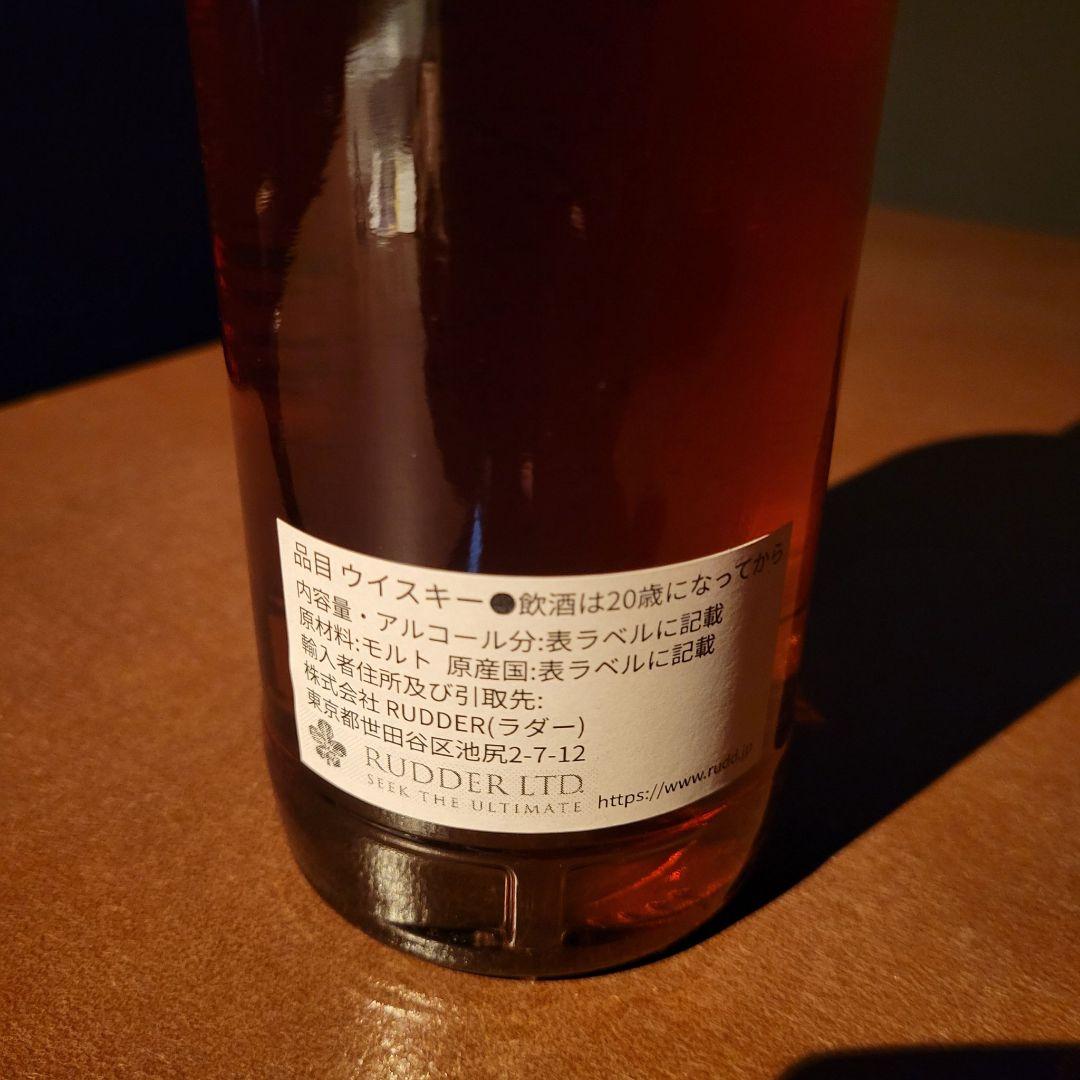 品目 ウイスキー●飲酒は20歳になってから
内容量・アルコール分:表ラベルに記載
原材料:モルト 原産国:表ラベルに記載
輸入者住所及び引取先:
株式会社 RUDDER(ラダー)
東京都世田谷区池尻2-7-12
RUDDER LTD.
SEEK THE ULTIMATE
https://www.rudd.jp